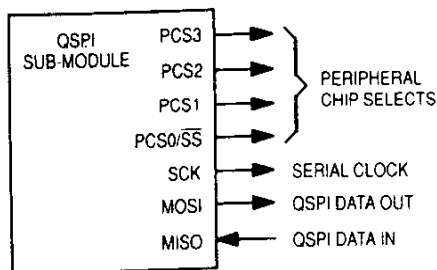 QSPI
SUB-MODULE
PCS3
PCS2
PCS1
PCS0/S̅S̅
SCK
MOSI
MISO
PERIPHERAL
CHIP SELECTS
SERIAL CLOCK
QSPI DATA OUT
QSPI DATA IN